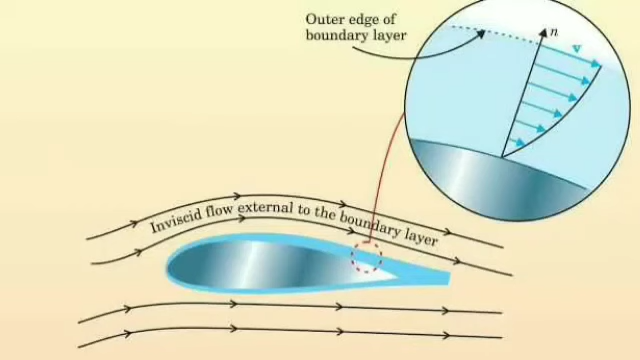 Outer edge of
boundary layer
n
v
Inviscid flow external to the boundary layer